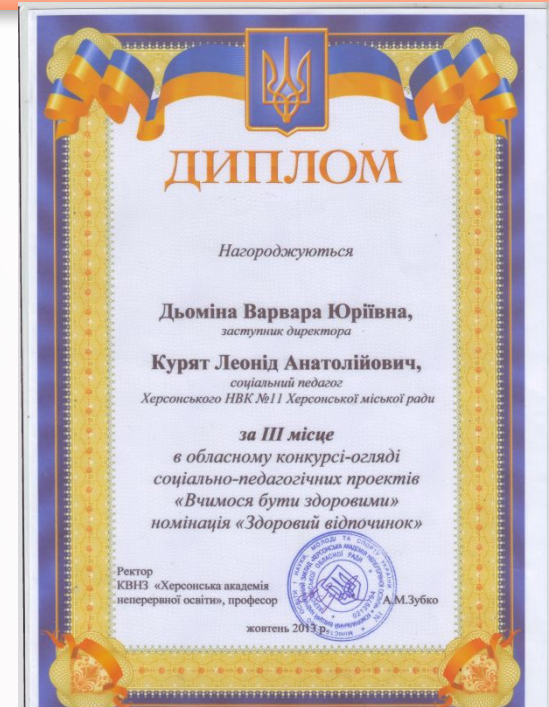 ДИПЛОМ
Нагороджуються
Дьоміна Варвара Юріївна,
заступник директора
Курят Леонід Анатолійович,
соціальний педагог
Херсонського НВК №11 Херсонської міської ради
за ІІІ місце
в обласному конкурсі-огляді
соціально-педагогічних проектів
«Вчимося бути здоровими»
номінація «Здоровий відпочинок»
Ректор
КВНЗ «Херсонська академія
неперервної освіти», професор
А.М.Зубко
жовтень 2013 р.